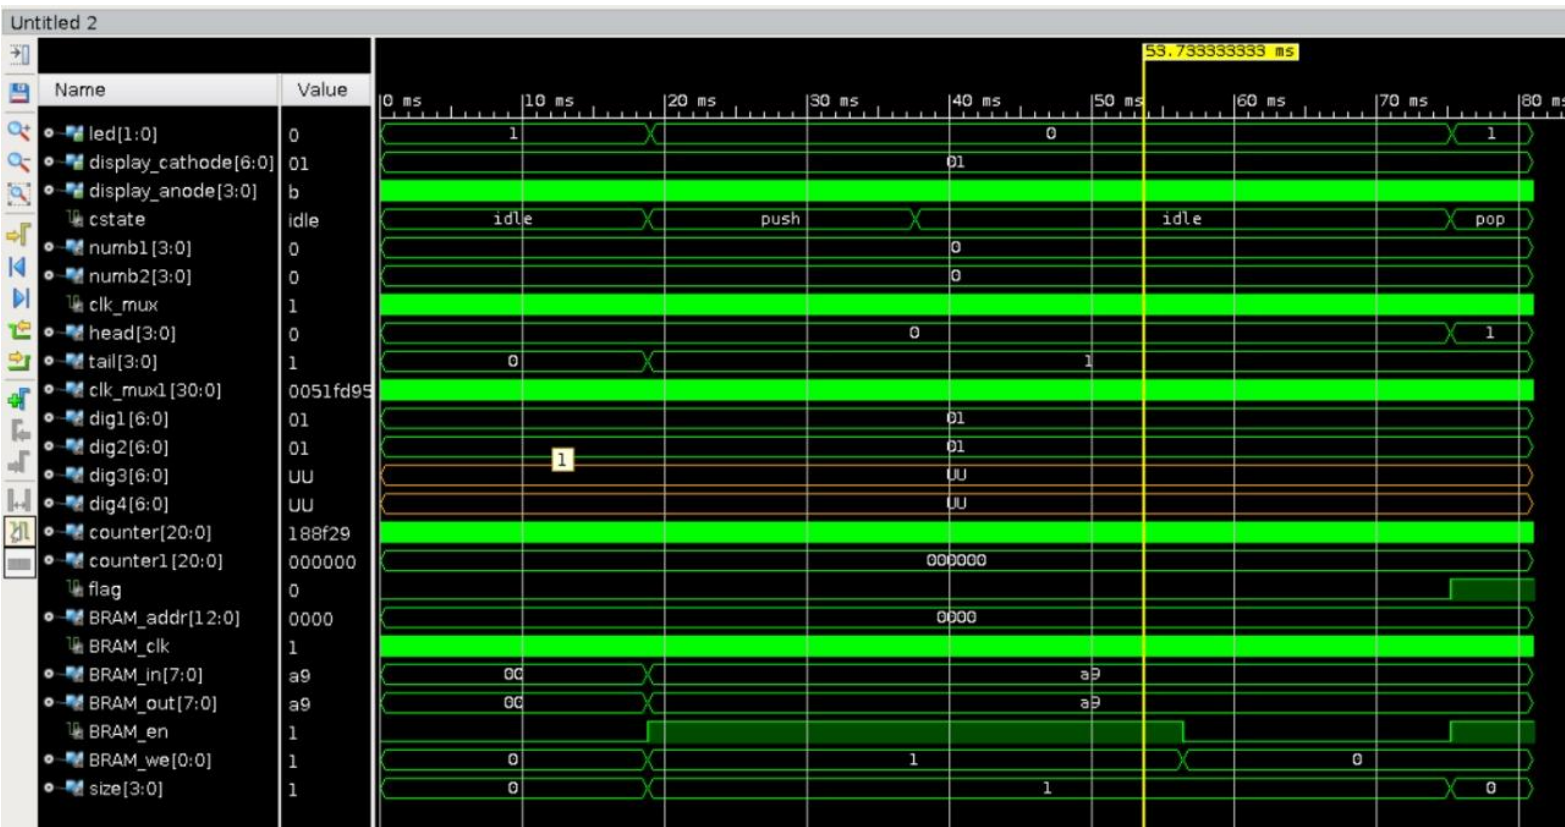 Untitled 2
53.733333333 ms
Name Value
0 ms 10 ms 20 ms 30 ms 40 ms 50 ms 60 ms 70 ms 80 ms
led[1:0] 0 1 0 1
display_cathode[6:0] 01 01
display_anode[3:0] b
cstate idle idle push idle pop
numb1[3:0] 0 0
numb2[3:0] 0 0
clk_mux 1
head[3:0] 0 0 1
tail[3:0] 1 0 1
clk_mux1[30:0] 0051fd95
dig1[6:0] 01 01
dig2[6:0] 01 01
1
dig3[6:0] UU UU
dig4[6:0] UU UU
counter[20:0] 188f29
counter1[20:0] 000000 000000
flag 0
BRAM_addr[12:0] 0000 0000
BRAM_clk 1
BRAM_in[7:0] a9 00 a9
BRAM_out[7:0] a9 00 a9
BRAM_en 1
BRAM_we[0:0] 1 0 1 0
size[3:0] 1 0 1 0